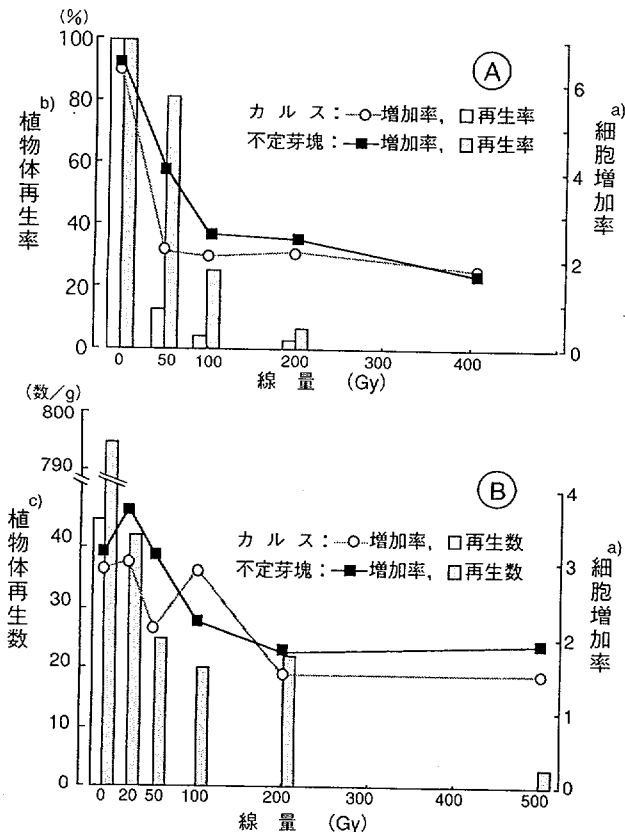 (%)
100
80
60
40
20
0
b)
植物体再生率
Ⓐ
カルス：増加率，再生率
不定芽塊：増加率，再生率
6
4
2
0
a)
細胞増加率
0 50 100 200 300 400
線量 (Gy)
(数/g)
800
790
40
30
20
10
0
c)
植物体再生数
Ⓑ
カルス：増加率，再生数
不定芽塊：増加率，再生数
4
3
2
1
0
a)
細胞増加率
0 20 50 100 200 300 400 500
線量 (Gy)